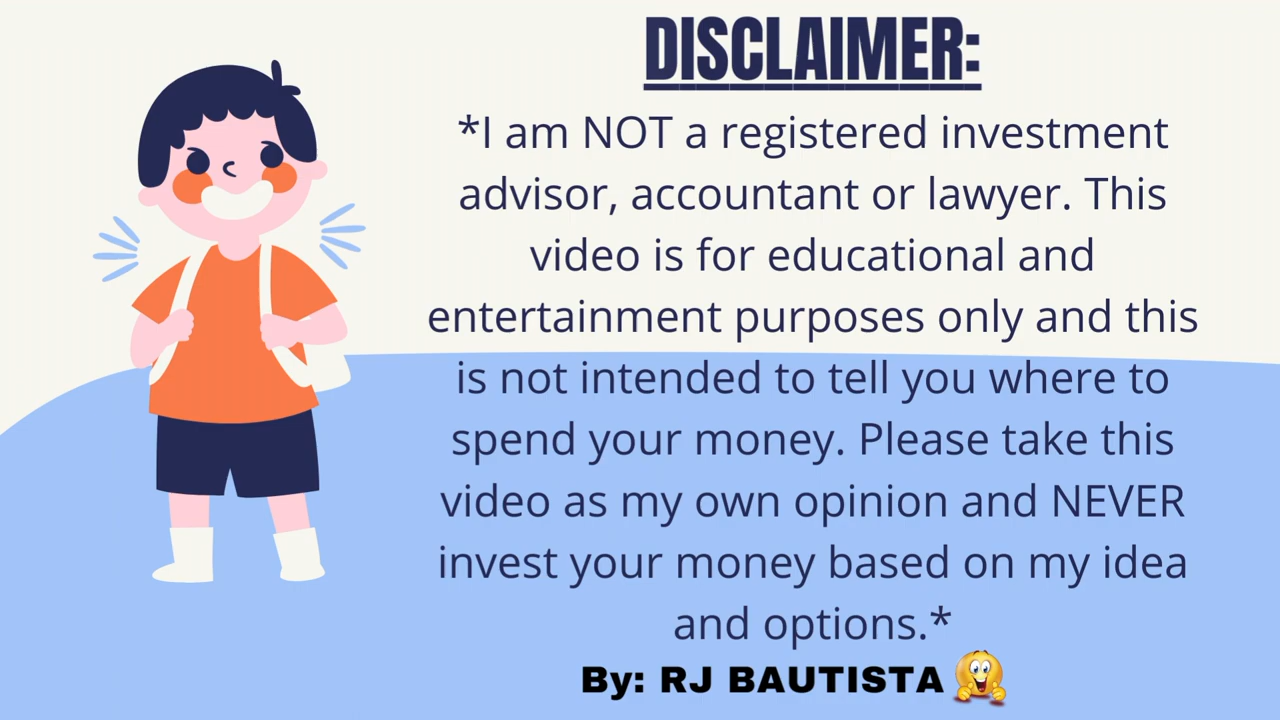 DISCLAIMER:
*I am NOT a registered investment
advisor, accountant or lawyer. This
video is for educational and
entertainment purposes only and this
is not intended to tell you where to
spend your money. Please take this
video as my own opinion and NEVER
invest your money based on my idea
and options.*
By: RJ BAUTISTA